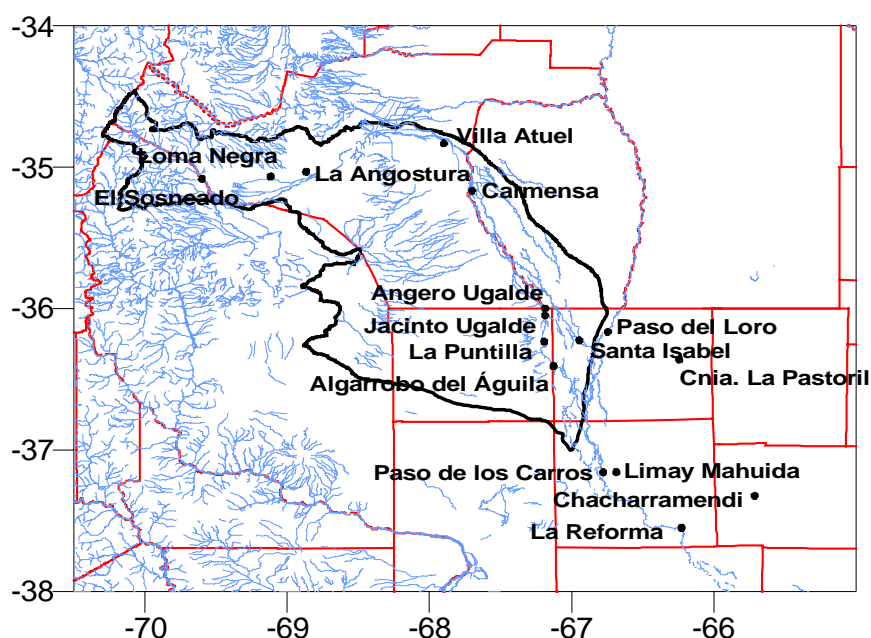 -34
Villa Atuel
-35
Loma Negra
La Angostura
El Sosneado
Carmensa
Angero Ugalde
-36
Jacinto Ugalde
Paso del Loro
La Puntilla
Santa Isabel
Algarrobo del Águila
Cnia. La Pastoril
-37
Paso de los Carros
Limay Mahuida
Chacharramendi
La Reforma
-38
-70
-69
-68
-67
-66